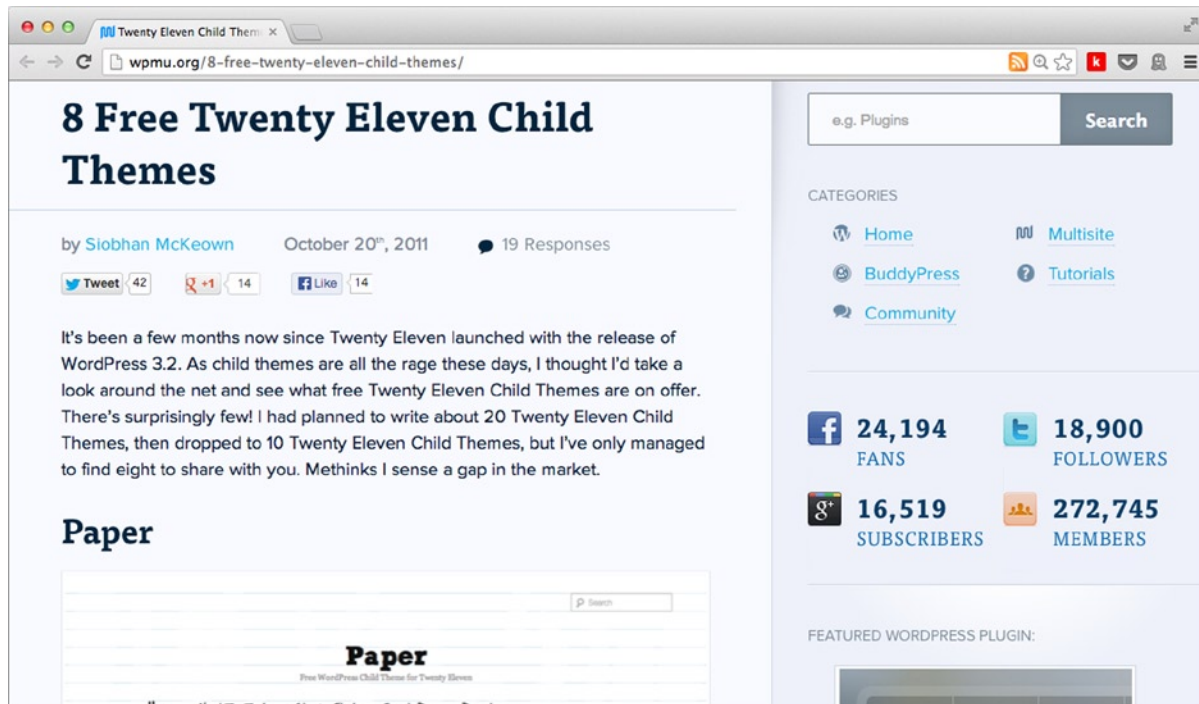 Twenty Eleven Child Them
wpmu.org/8-free-twenty-eleven-child-themes/
8 Free Twenty Eleven Child
Themes
by Siobhan McKeown October 20th, 2011 19 Responses
Tweet 42 +1 14 Like 14
It's been a few months now since Twenty Eleven launched with the release of
WordPress 3.2. As child themes are all the rage these days, I thought I'd take a
look around the net and see what free Twenty Eleven Child Themes are on offer.
There's surprisingly few! I had planned to write about 20 Twenty Eleven Child
Themes, then dropped to 10 Twenty Eleven Child Themes, but I've only managed
to find eight to share with you. Methinks I sense a gap in the market.
Paper
Search
Paper
Free WordPress Child Theme for Twenty Eleven
e.g. Plugins Search
CATEGORIES
Home Multisite
BuddyPress Tutorials
Community
24,194 18,900
FANS FOLLOWERS
16,519 272,745
SUBSCRIBERS MEMBERS
FEATURED WORDPRESS PLUGIN: